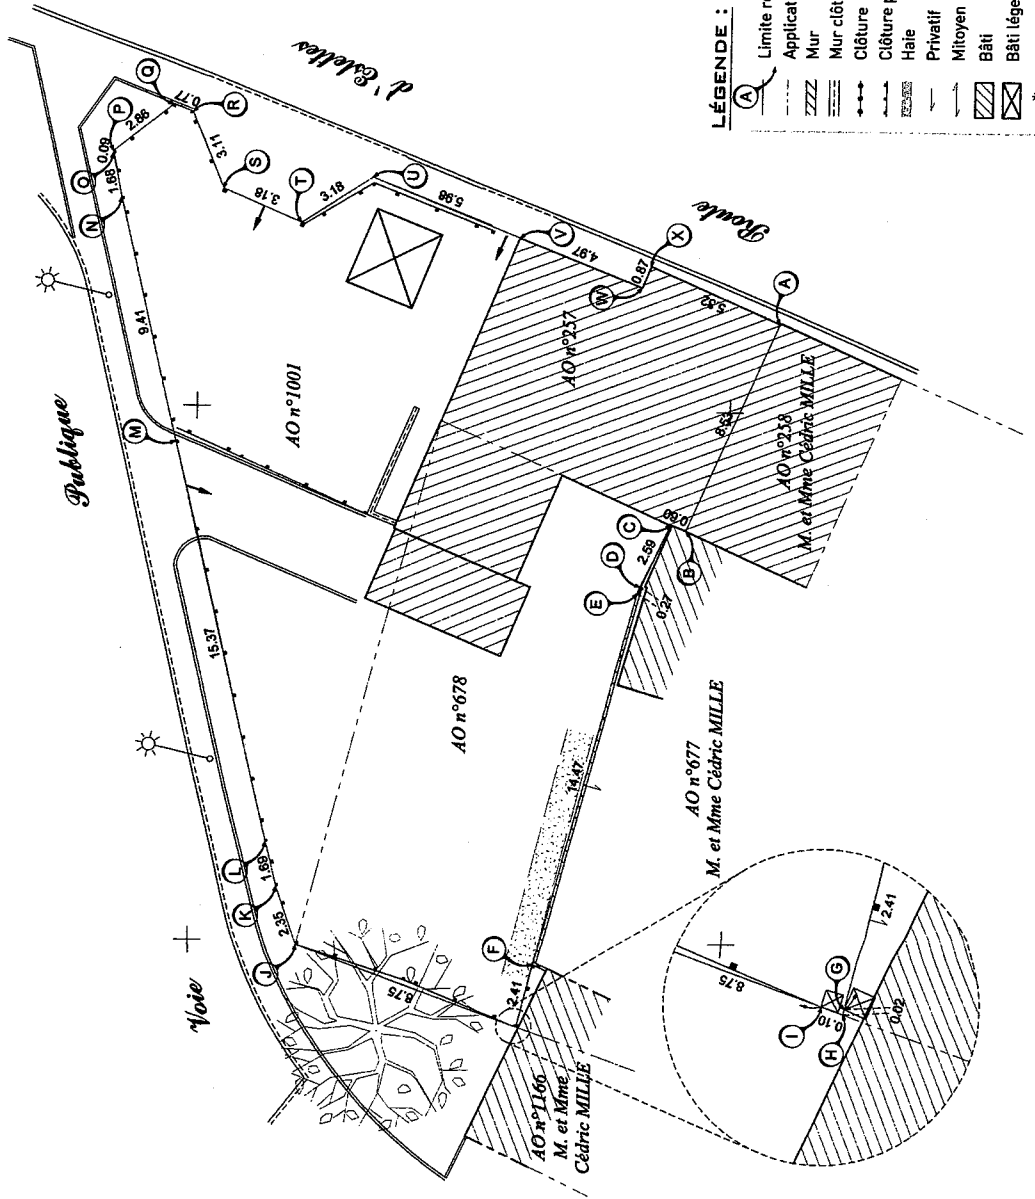 LÉGENDE :
A
Limite r
Applicat
Mur
Mur clôt
Clôture
Clôture p
Haie
Privatif
Mitoyen
Bâti
Bâti lége
Voie
Publique
Route
d'Estelles
AO n°1001
AO n°257
AO n°258
M. et Mme Cédric MILLE
AO n°678
AO n°677
M. et Mme Cédric MILLE
AO n°1166
M. et Mme
Cédric MILLE
A
B
C
D
E
F
G
H
I
J
K
L
M
N
O
P
Q
R
S
T
U
V
W
X
8.63
0.60
2.59
0.27
14.47
2.41
8.75
2.35
1.69
15.37
9.41
1.68
0.09
2.86
0.77
3.11
3.18
3.18
5.98
4.97
0.87
5.52
8.75
0.10
0.02
2.41